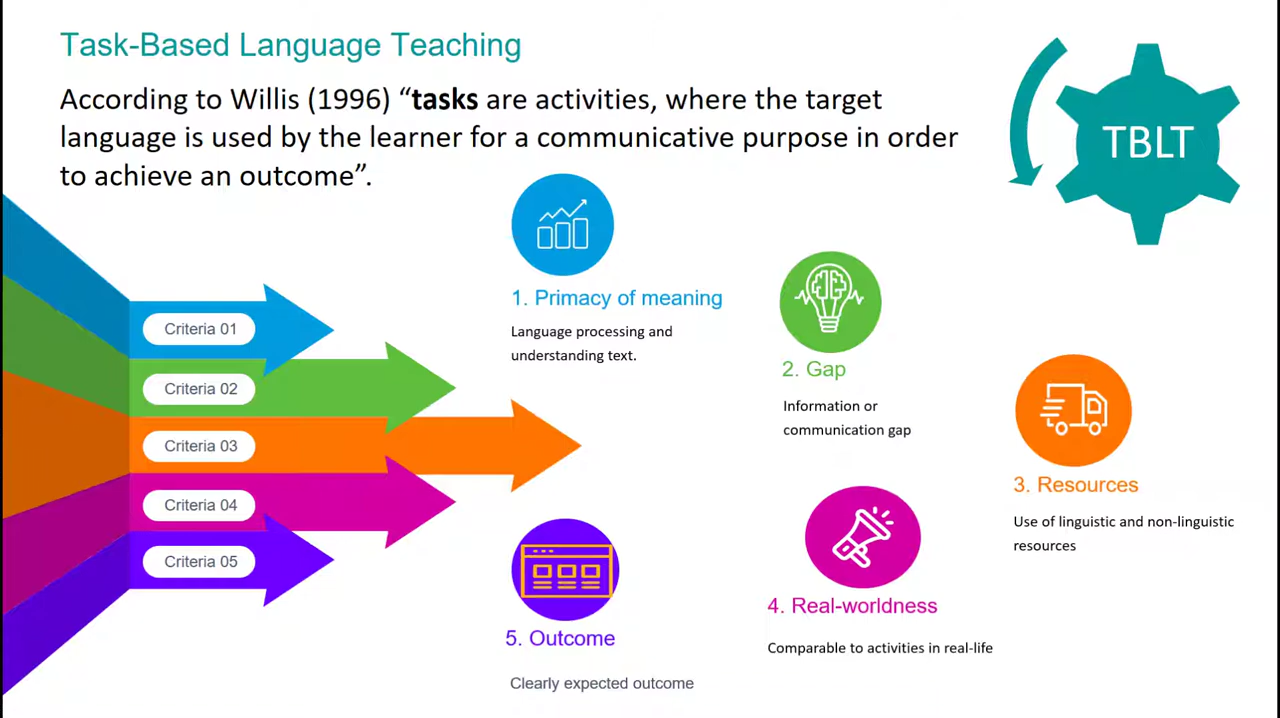 Task-Based Language Teaching
According to Willis (1996) “tasks are activities, where the target
language is used by the learner for a communicative purpose in order
to achieve an outcome”.
TBLT
Criteria 01
Criteria 02
Criteria 03
Criteria 04
Criteria 05
1. Primacy of meaning
Language processing and
understanding text.
2. Gap
Information or
communication gap
3. Resources
Use of linguistic and non-linguistic
resources
4. Real-worldness
Comparable to activities in real-life
5. Outcome
Clearly expected outcome